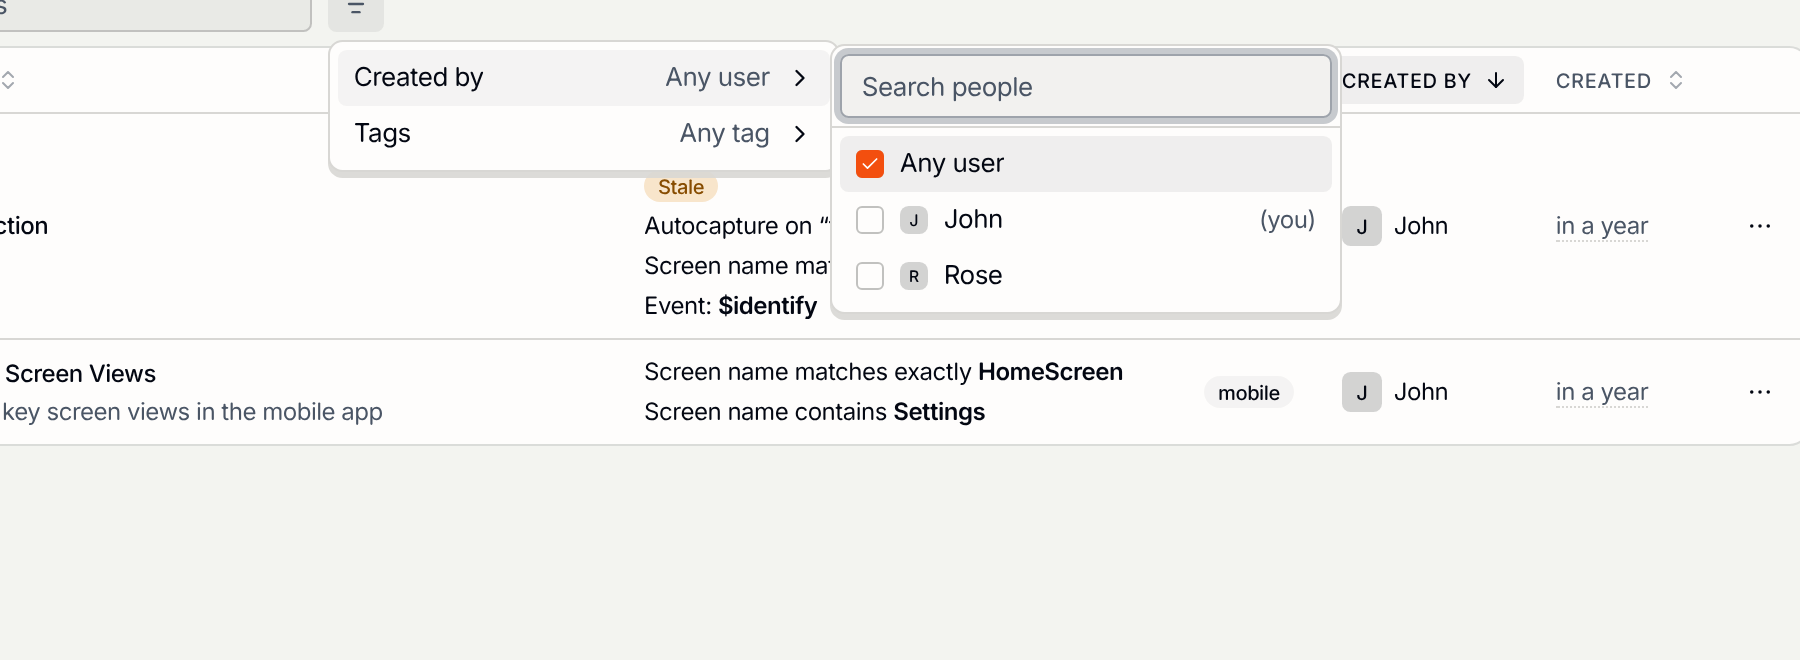 Created by Any user
Tags Any tag
Search people
Any user
J John (you)
R Rose
CREATED BY
CREATED
Stale
ction
Autocapture on “
Screen name mat
Event: $identify
J John
in a year
Screen Views
key screen views in the mobile app
Screen name matches exactly HomeScreen
Screen name contains Settings
mobile
J John
in a year